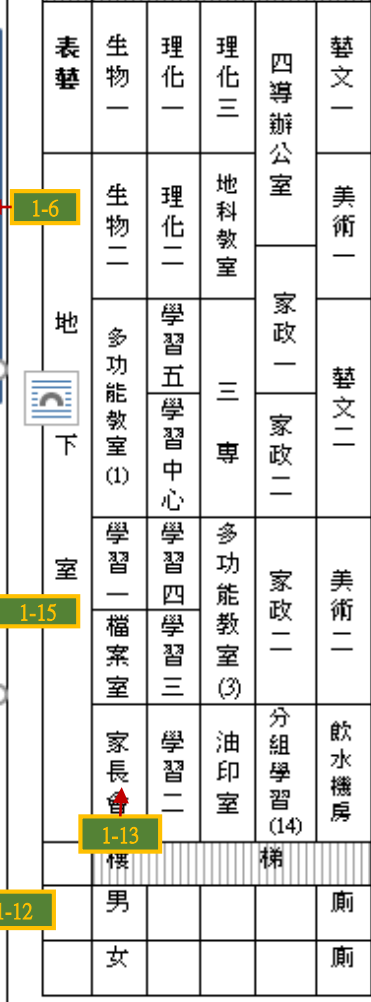 表藝
地下室
生物一
生物二
多功能教室(1)
學習一
檔案室
家長會
理化一
理化二
學習五
學習中心
學習四
學習三
學習二
理化三
地科教室
三專
多功能教室(3)
油印室
四導辦公室
家政一
家政二
家政二
分組學習(14)
藝文一
美術一
藝文二
美術二
飲水機房
樓梯
男廁
女廁
1-6
1-15
1-13
1-12